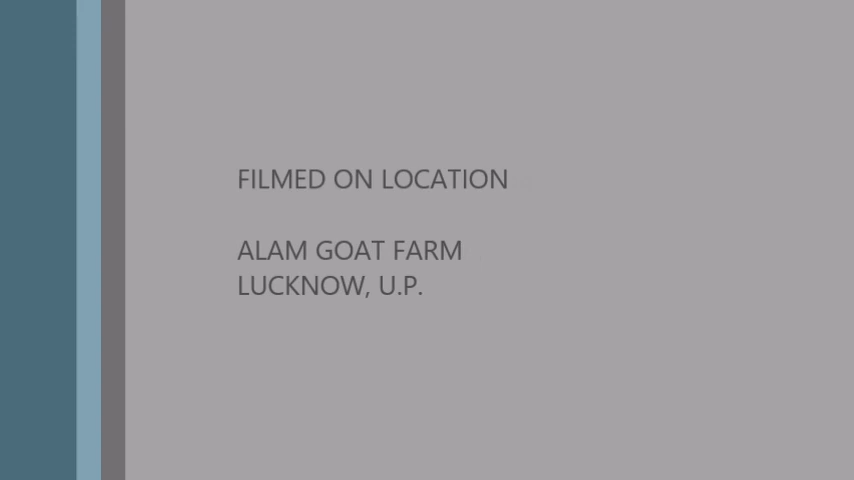 FILMED ON LOCATION
ALAM GOAT FARM
LUCKNOW, U.P.